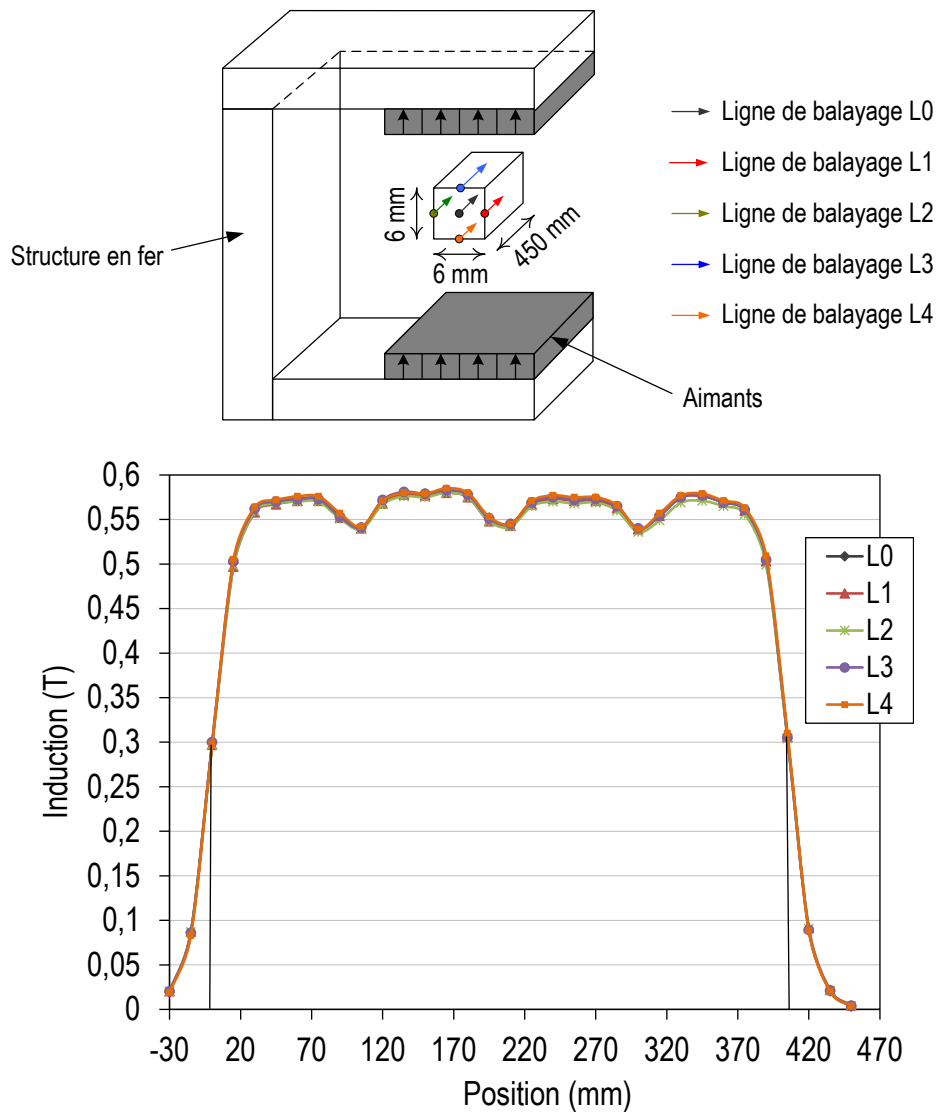 Ligne de balayage L0
Ligne de balayage L1
Ligne de balayage L2
Ligne de balayage L3
Ligne de balayage L4
6 mm
6 mm
450 mm
Structure en fer
Aimants
0,6
0,55
0,5
0,45
0,4
0,35
0,3
0,25
0,2
0,15
0,1
0,05
0
Induction (T)
L0
L1
L2
L3
L4
-30 20 70 120 170 220 270 320 370 420 470
Position (mm)